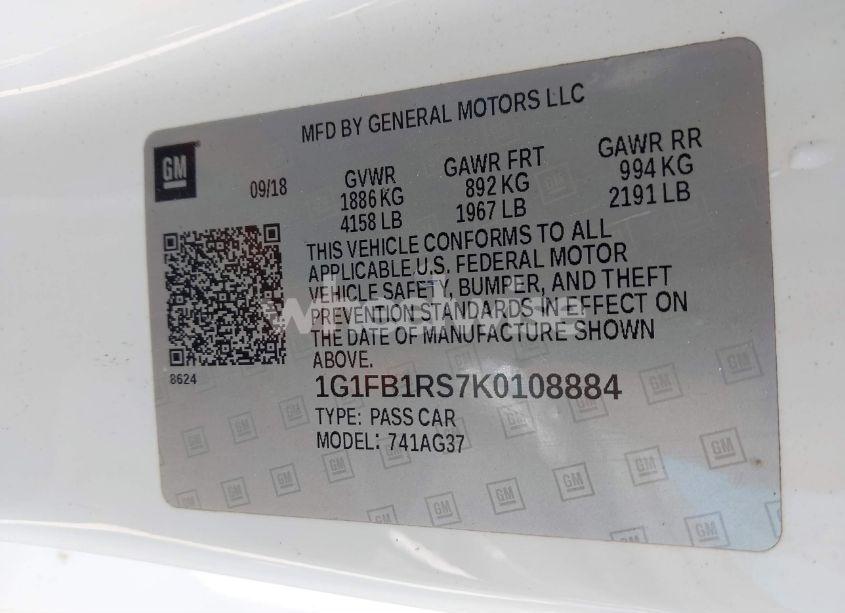 MFD BY GENERAL MOTORS LLC
GM
09/18
GVWR GAWR FRT GAWR RR
1886 KG 892 KG 994 KG
4158 LB 1967 LB 2191 LB
THIS VEHICLE CONFORMS TO ALL
APPLICABLE U.S. FEDERAL MOTOR
VEHICLE SAFETY, BUMPER, AND THEFT
PREVENTION STANDARDS IN EFFECT ON
THE DATE OF MANUFACTURE SHOWN
ABOVE.
8624
1G1FB1RS7K0108884
TYPE: PASS CAR
MODEL: 741AG37